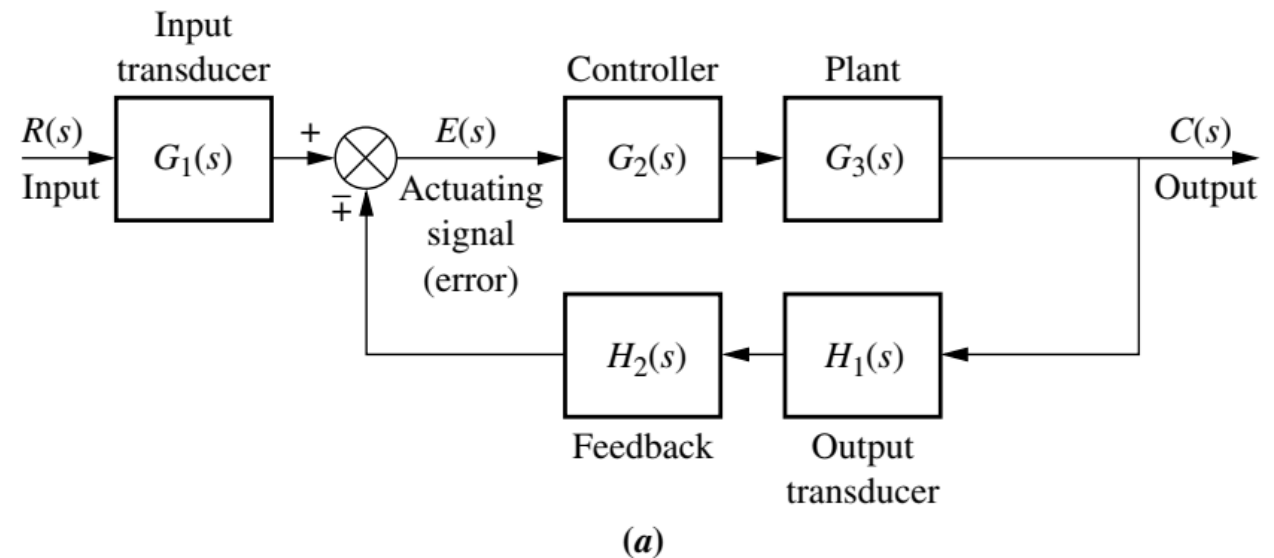 Input
transducer
Controller
Plant
R(s)
Input
G₁(s)
+
∓
E(s)
Actuating
signal
(error)
G₂(s)
G₃(s)
C(s)
Output
H₂(s)
H₁(s)
Feedback
Output
transducer
(a)